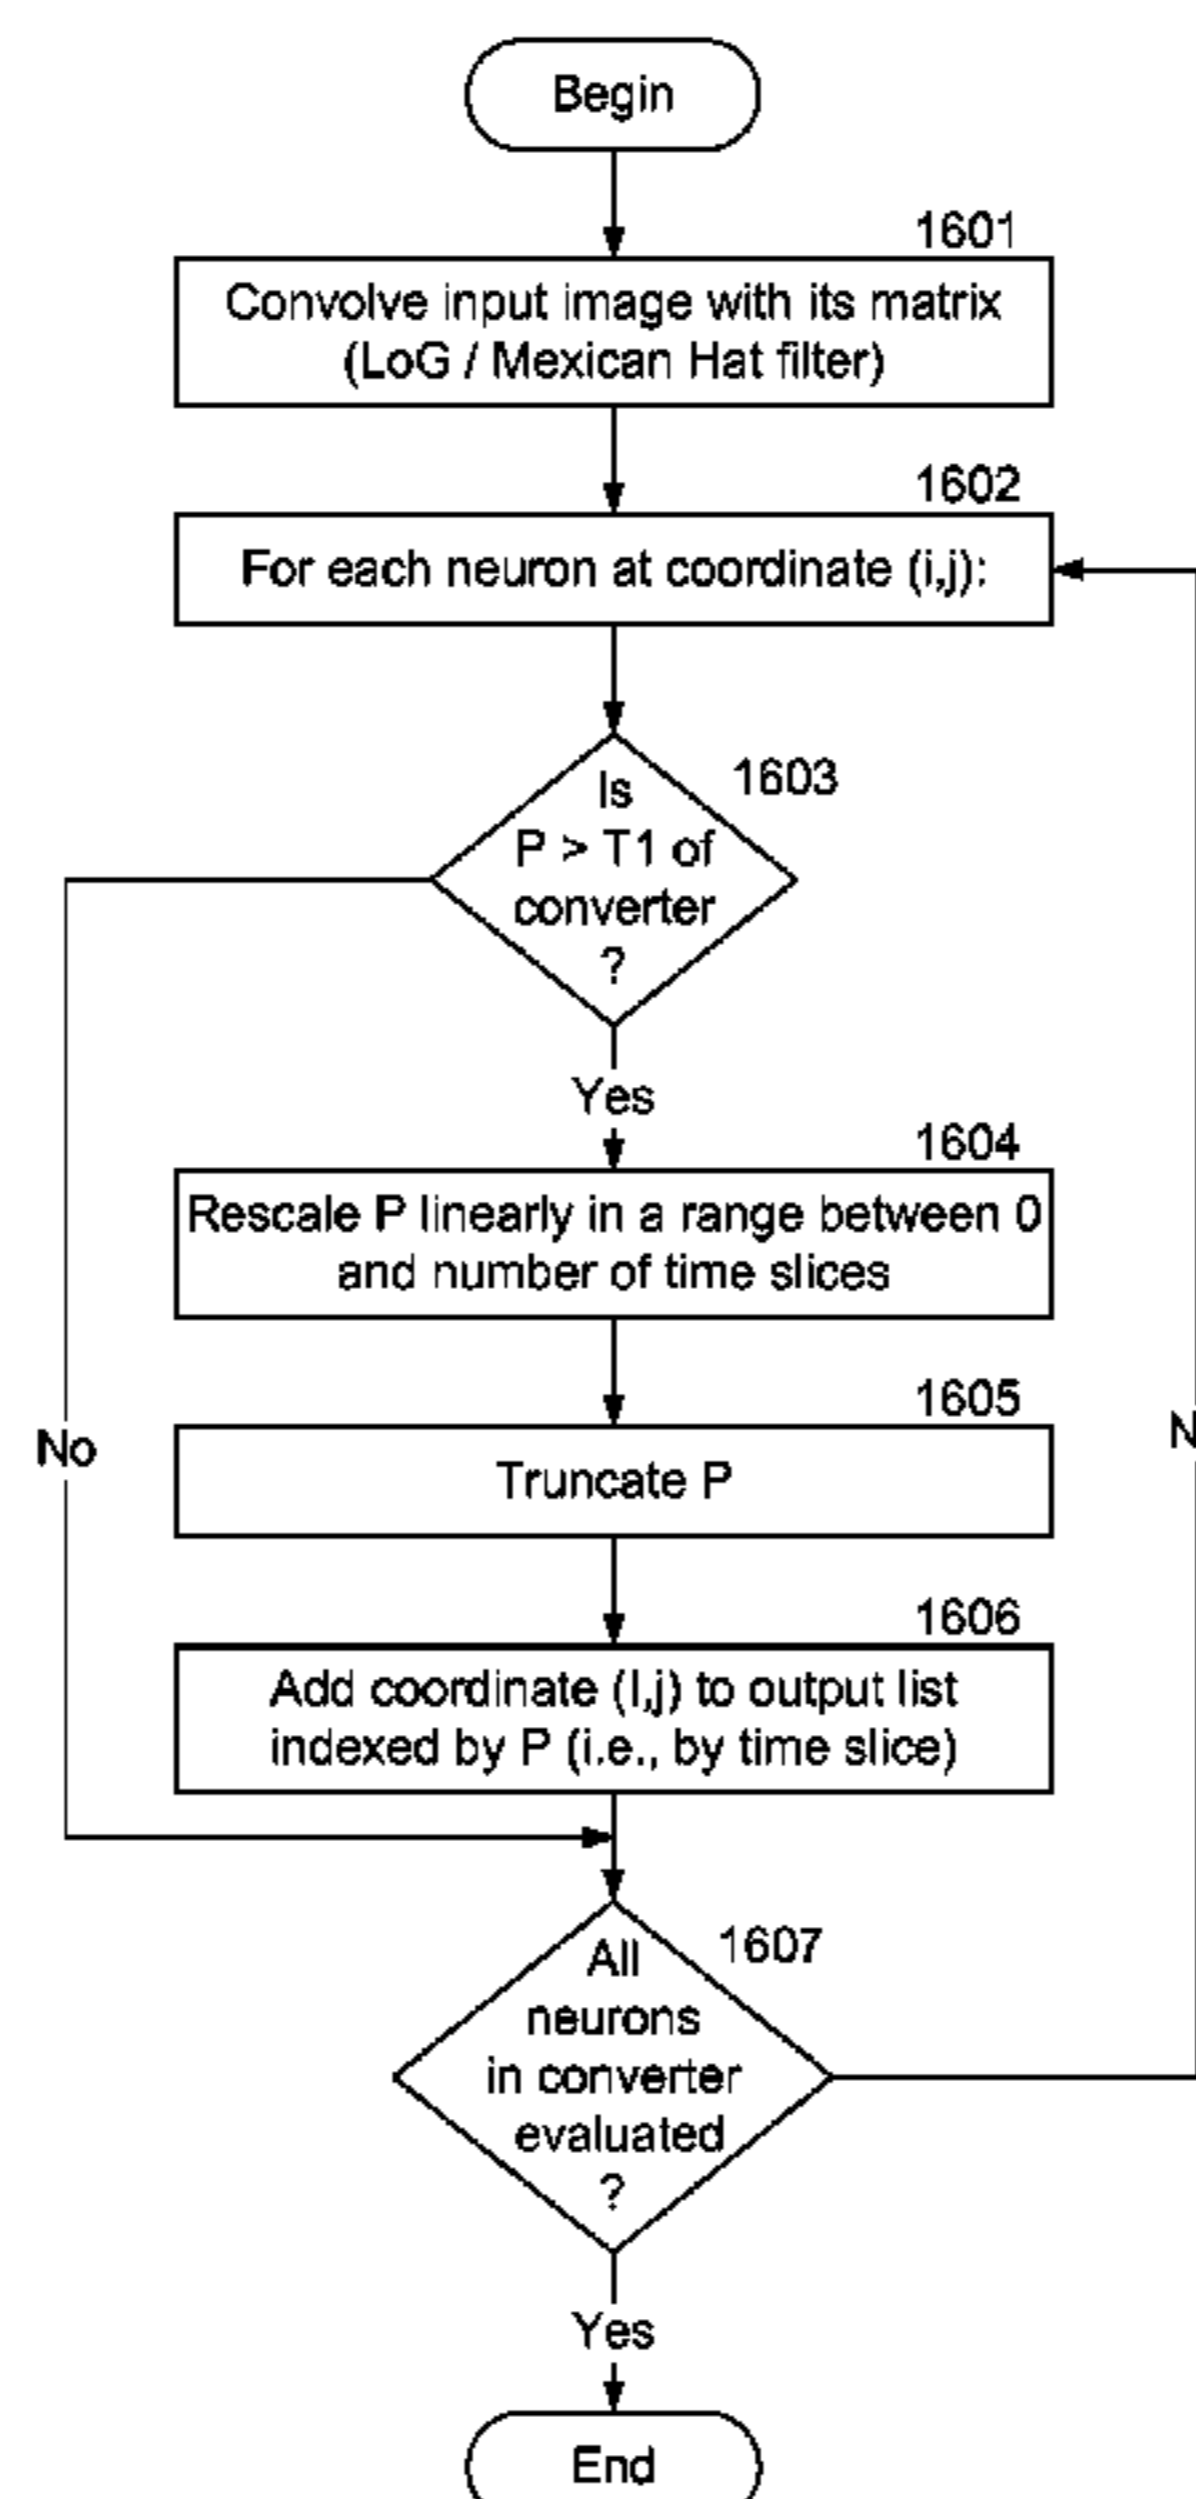 Begin
1601
Convolve input image with its matrix
(LoG / Mexican Hat filter)
1602
For each neuron at coordinate (i,j):
1603
Is
P > T1 of
converter
?
Yes
1604
Rescale P linearly in a range between 0
and number of time slices
1605
No
Truncate P
1606
Add coordinate (I,j) to output list
indexed by P (i.e., by time slice)
1607
All
neurons
in converter
evaluated
?
Yes
End